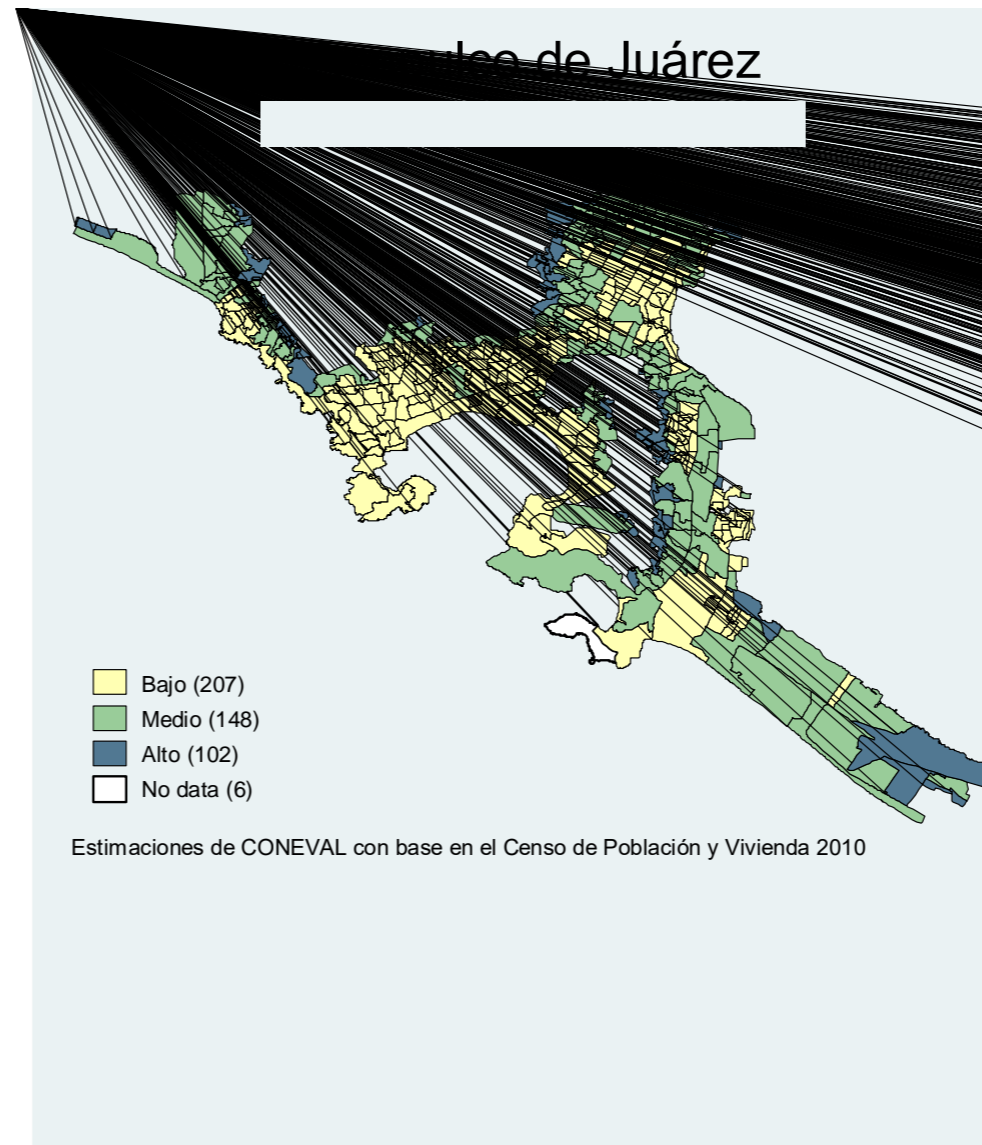 de Juárez
Bajo (207)
Medio (148)
Alto (102)
No data (6)
Estimaciones de CONEVAL con base en el Censo de Población y Vivienda 2010